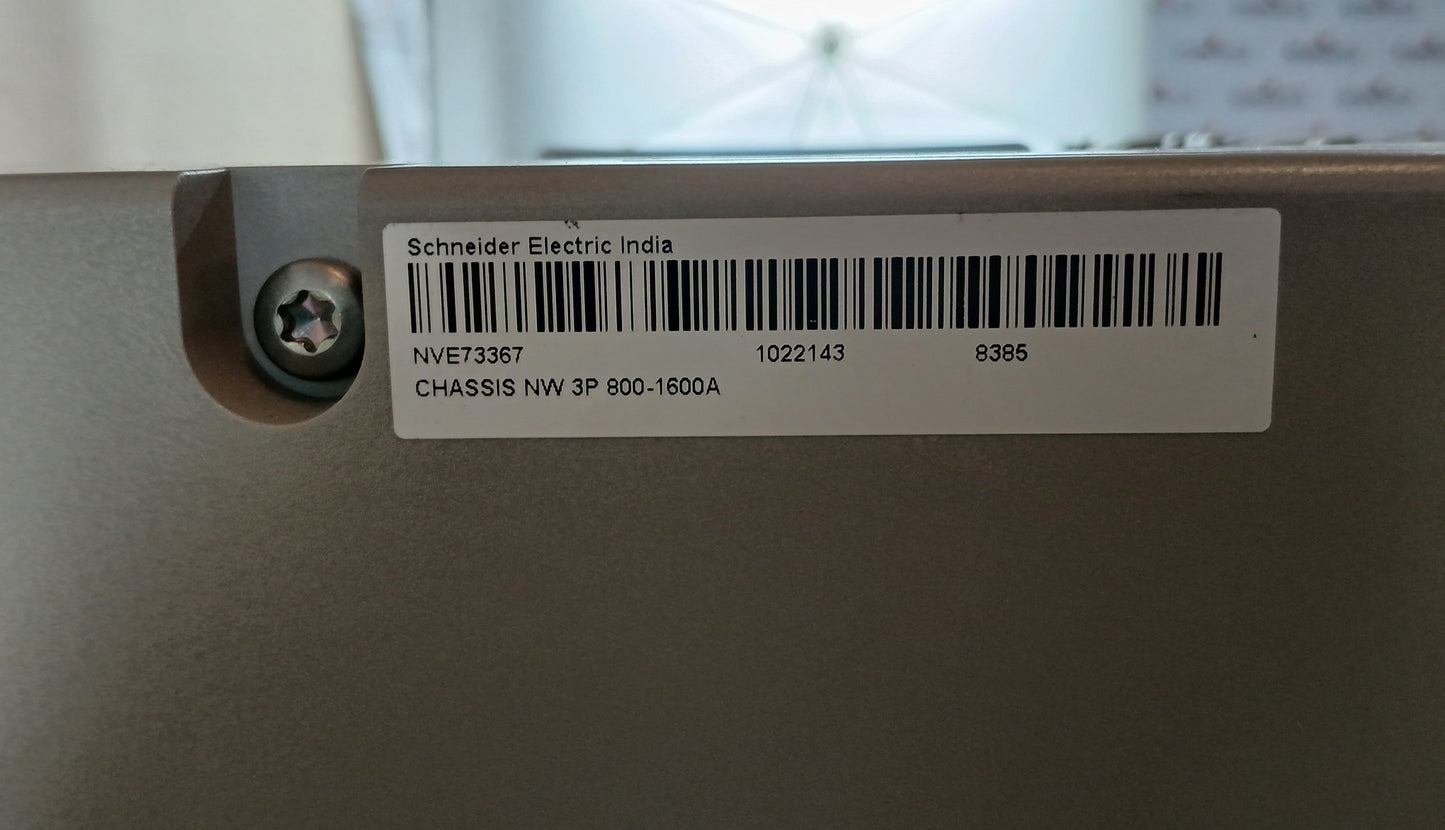 Schneider Electric India
NVE73367 1022143 8385
CHASSIS NW 3P 800-1600A